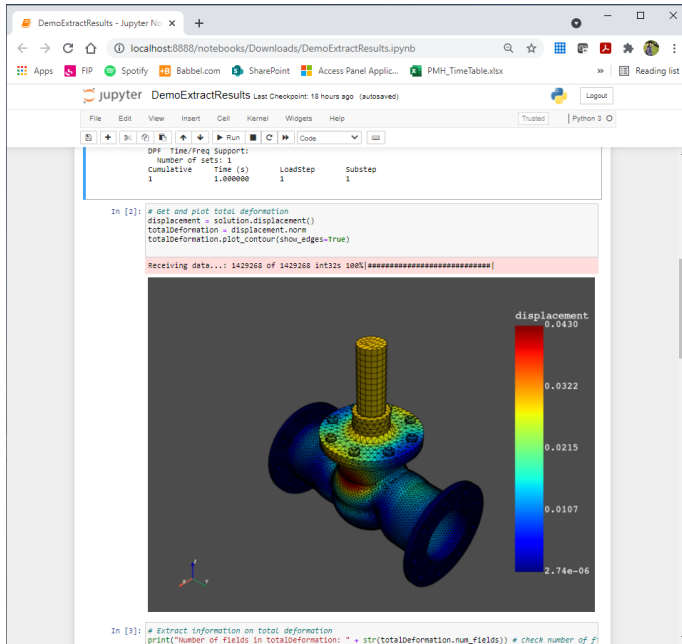 DemoExtractResults - Jupyter No
localhost:8888/notebooks/Downloads/DemoExtractResults.ipynb
Apps FIP Spotify Babbel.com SharePoint Access Panel Applic... PMH_TimeTable.xlsx » Reading list
jupyter DemoExtractResults Last Checkpoint: 18 hours ago (autosaved) Logout
File Edit View Insert Cell Kernel Widgets Help Trusted Python 3
Run Code
DPF Time/Freq Support:
Number of sets: 1
Cumulative Time (s) LoadStep Substep
1 1.000000 1 1
In [2]: # Get and plot total deformation
displacement = solution.displacement()
totalDeformation = displacement.norm
totalDeformation.plot_contour(show_edges=True)
Receiving data...: 1429268 of 1429268 int32s 100%|############################|
displacement
0.0430
0.0322
0.0215
0.0107
2.74e-06
In [3]: # Extract information on total deformation
print("Number of fields in totalDeformation: " + str(totalDeformation.num_fields)) # check number of f